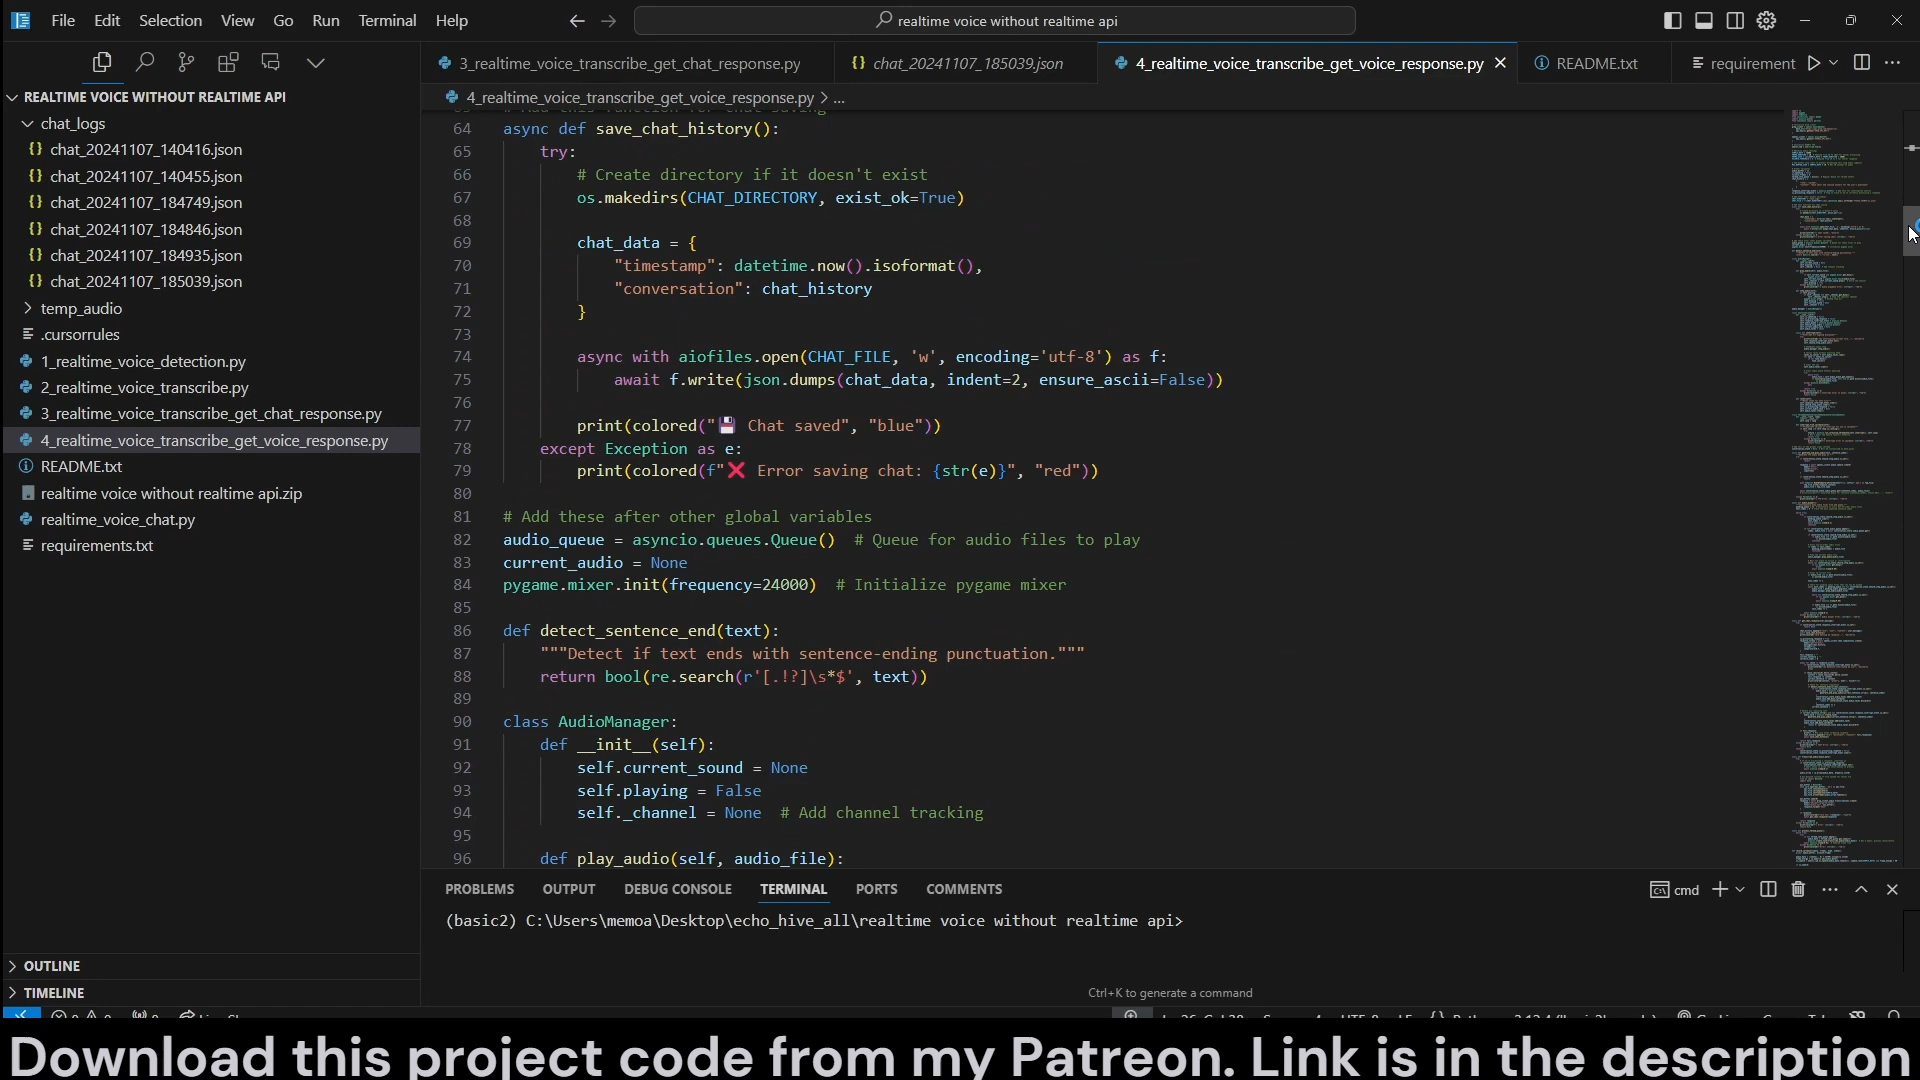 File Edit Selection View Go Run Terminal Help
realtime voice without realtime api
3_realtime_voice_transcribe_get_chat_response.py
chat_20241107_185039.json
4_realtime_voice_transcribe_get_voice_response.py
README.txt
requirement
REALTIME VOICE WITHOUT REALTIME API
chat_logs
chat_20241107_140416.json
chat_20241107_140455.json
chat_20241107_184749.json
chat_20241107_184846.json
chat_20241107_184935.json
chat_20241107_185039.json
temp_audio
.cursorrules
1_realtime_voice_detection.py
2_realtime_voice_transcribe.py
3_realtime_voice_transcribe_get_chat_response.py
4_realtime_voice_transcribe_get_voice_response.py
README.txt
realtime voice without realtime api.zip
realtime_voice_chat.py
requirements.txt
OUTLINE
TIMELINE
4_realtime_voice_transcribe_get_voice_response.py > ...
64 async def save_chat_history():
65 try:
66 # Create directory if it doesn't exist
67 os.makedirs(CHAT_DIRECTORY, exist_ok=True)
68
69 chat_data = {
70 "timestamp": datetime.now().isoformat(),
71 "conversation": chat_history
72 }
73
74 async with aiofiles.open(CHAT_FILE, 'w', encoding='utf-8') as f:
75 await f.write(json.dumps(chat_data, indent=2, ensure_ascii=False))
76
77 print(colored("💾 Chat saved", "blue"))
78 except Exception as e:
79 print(colored(f"❌ Error saving chat: {str(e)}", "red"))
80
81 # Add these after other global variables
82 audio_queue = asyncio.queues.Queue() # Queue for audio files to play
83 current_audio = None
84 pygame.mixer.init(frequency=24000) # Initialize pygame mixer
85
86 def detect_sentence_end(text):
87 """Detect if text ends with sentence-ending punctuation."""
88 return bool(re.search(r'[.!?]\s*$', text))
89
90 class AudioManager:
91 def __init__(self):
92 self.current_sound = None
93 self.playing = False
94 self._channel = None # Add channel tracking
95
96 def play_audio(self, audio_file):
PROBLEMS OUTPUT DEBUG CONSOLE TERMINAL PORTS COMMENTS
cmd
(basic2) C:\Users\memoa\Desktop\echo_hive_all\realtime voice without realtime api>
Ctrl+K to generate a command
Download this project code from my Patreon. Link is in the description